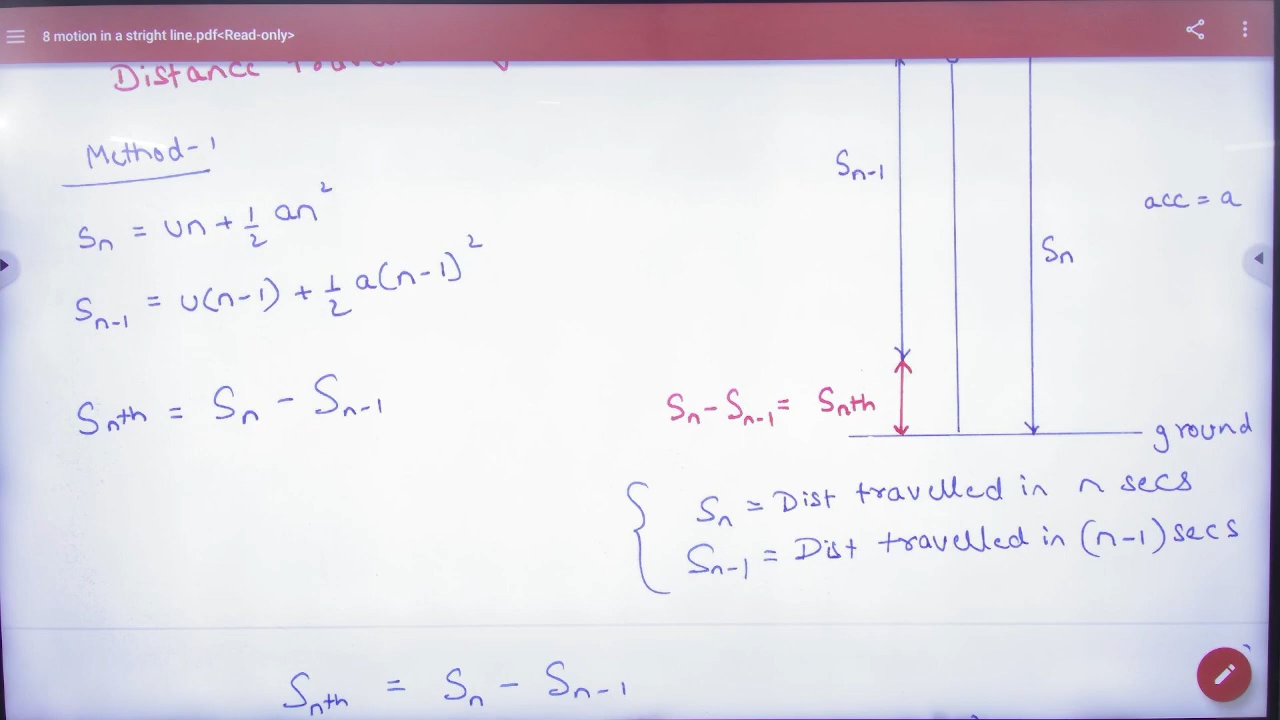 8 motion in a stright line.pdf<Read-only>
Distance
Method-1
Sₙ = un + 1/2 an²
Sₙ₋₁ = u(n-1) + 1/2 a(n-1)²
Sₙth = Sₙ - Sₙ₋₁
Sₙ₋₁
acc = a
Sₙ
Sₙ - Sₙ₋₁ = Sₙth
ground
Sₙ = Dist travelled in n secs
Sₙ₋₁ = Dist travelled in (n-1) secs
Sₙth = Sₙ - Sₙ₋₁